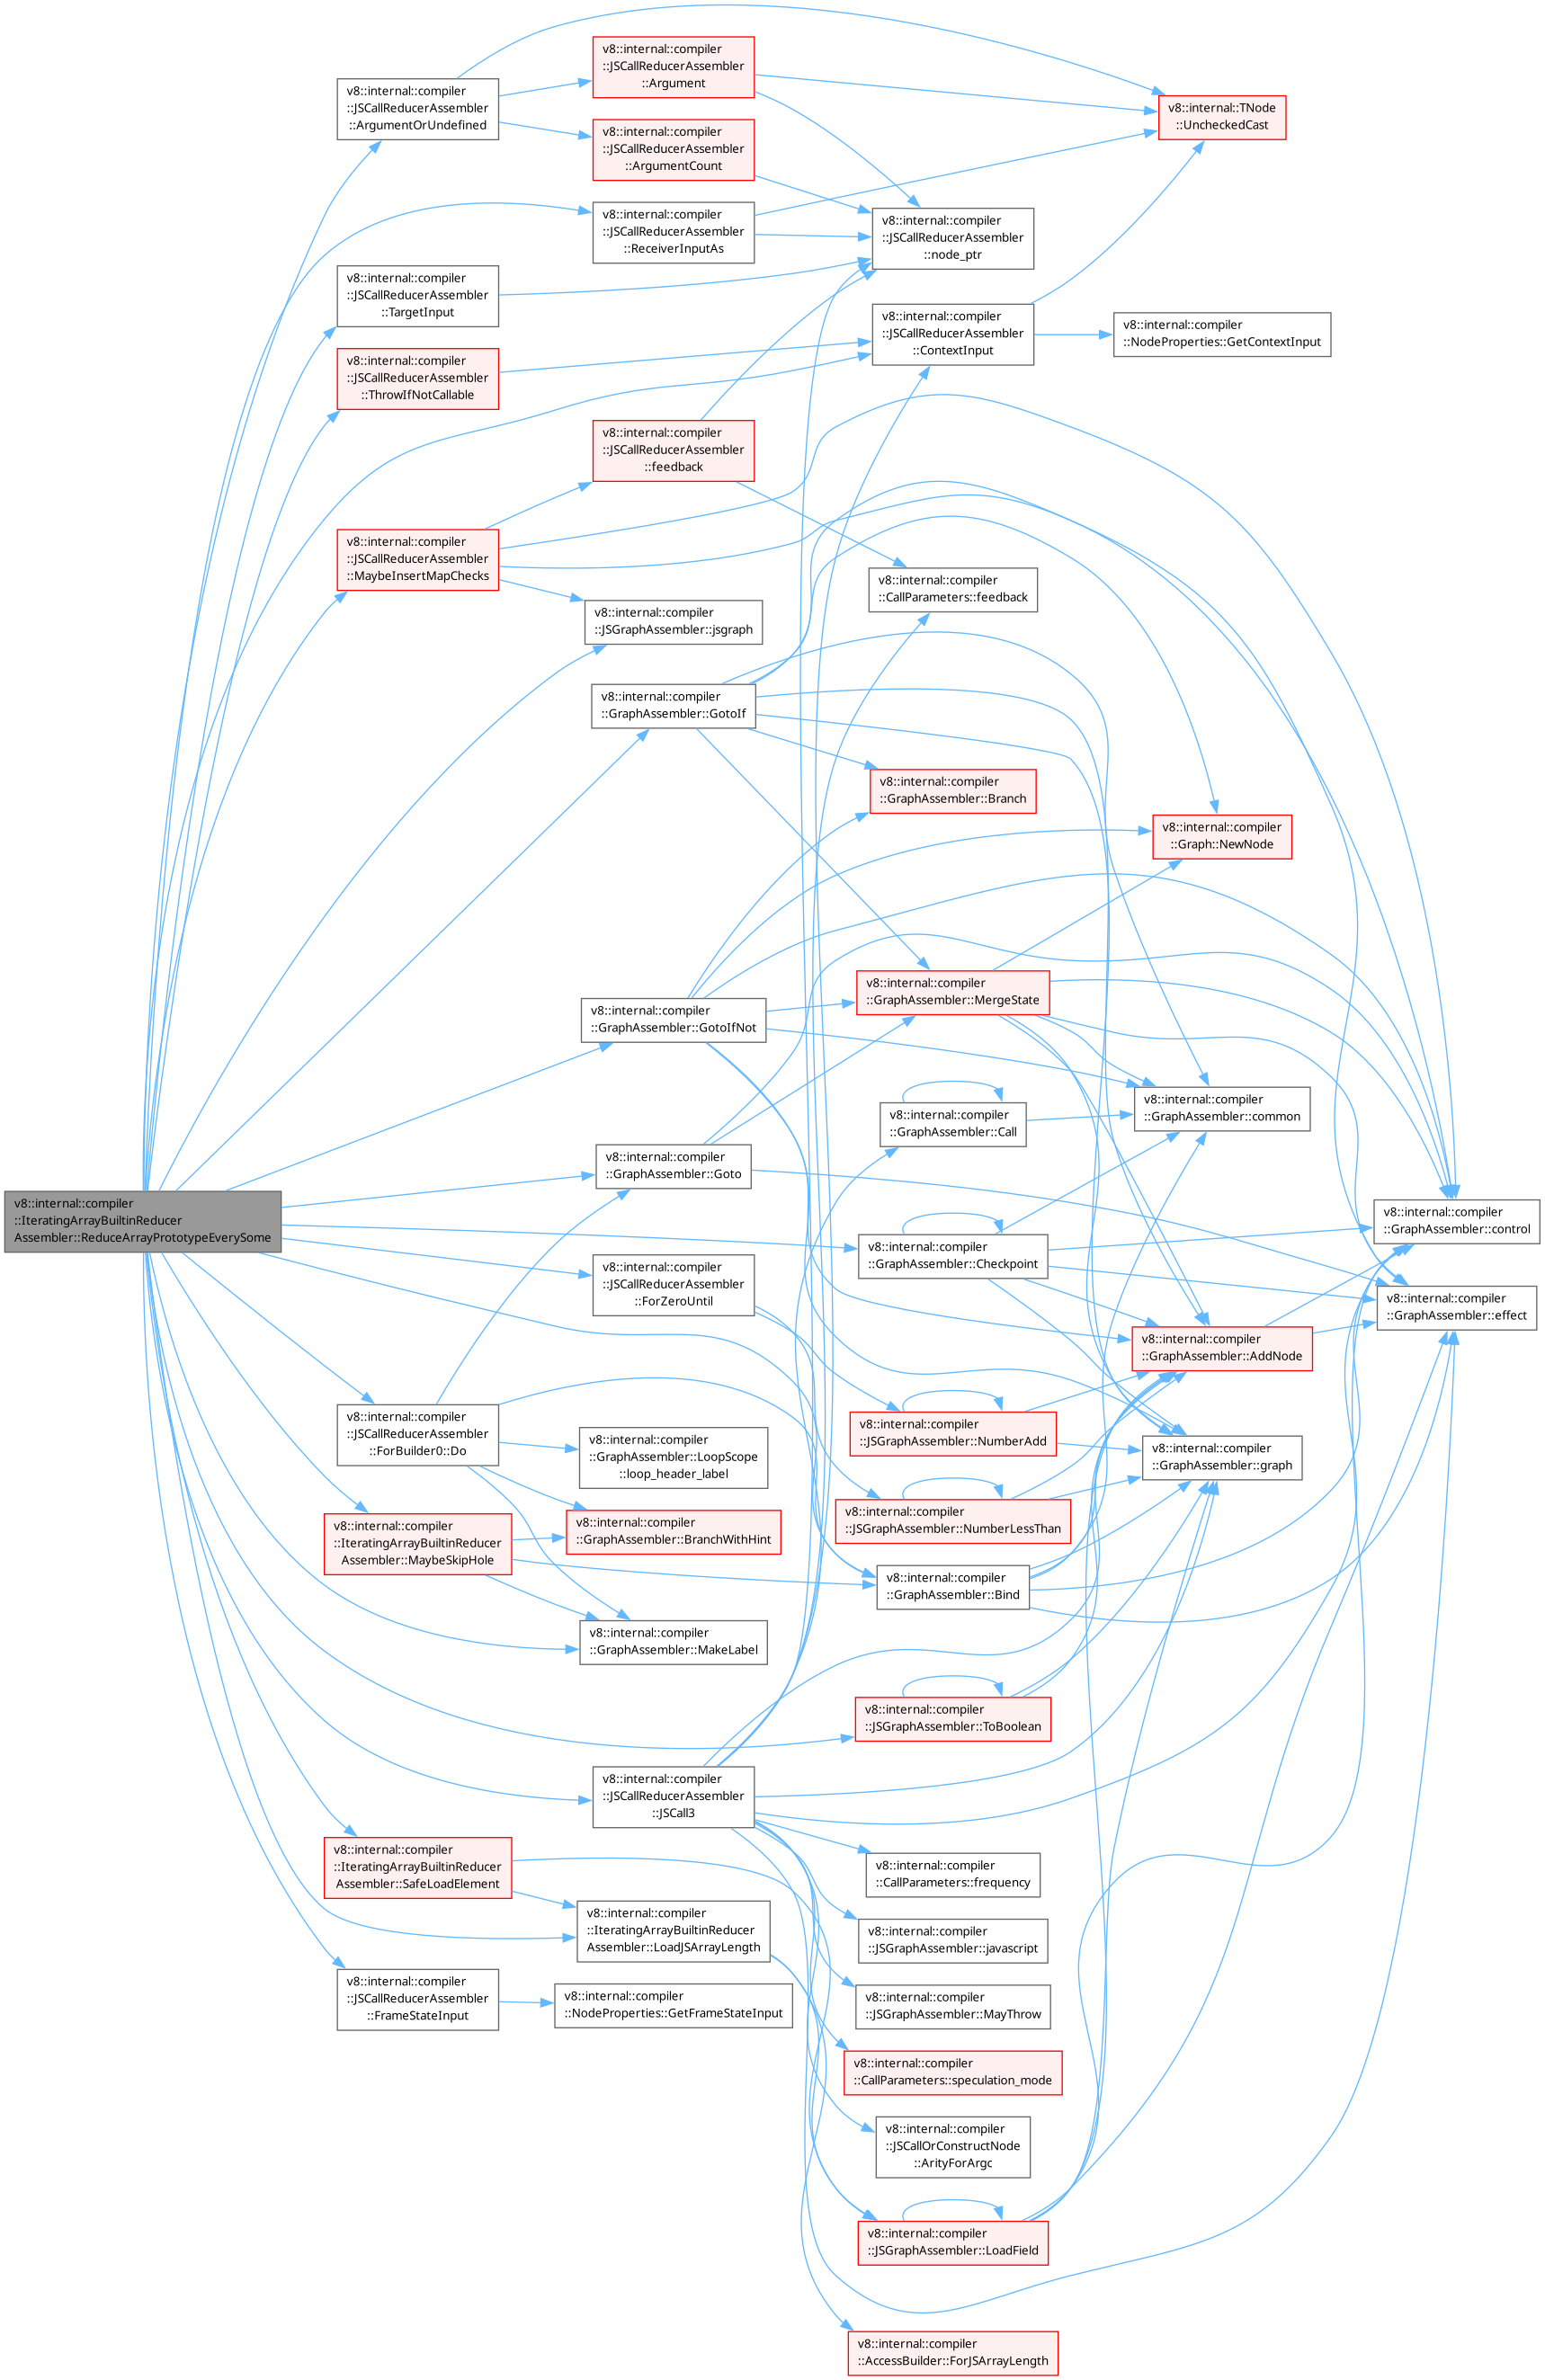 v8::internal::compiler
::JSCallReducerAssembler
::Argument
v8::internal::compiler
::JSCallReducerAssembler
::ArgumentOrUndefined
v8::internal::TNode
::UncheckedCast
v8::internal::compiler
::JSCallReducerAssembler
::ArgumentCount
v8::internal::compiler
::JSCallReducerAssembler
::ReceiverInputAs
v8::internal::compiler
::JSCallReducerAssembler
::node_ptr
v8::internal::compiler
::JSCallReducerAssembler
::TargetInput
v8::internal::compiler
::JSCallReducerAssembler
::ContextInput
v8::internal::compiler
::NodeProperties::GetContextInput
v8::internal::compiler
::JSCallReducerAssembler
::ThrowIfNotCallable
v8::internal::compiler
::JSCallReducerAssembler
::feedback
v8::internal::compiler
::JSCallReducerAssembler
::MaybeInsertMapChecks
v8::internal::compiler
::CallParameters::feedback
v8::internal::compiler
::JSGraphAssembler::jsgraph
v8::internal::compiler
::GraphAssembler::GotoIf
v8::internal::compiler
::GraphAssembler::Branch
v8::internal::compiler
::Graph::NewNode
v8::internal::compiler
::GraphAssembler::MergeState
v8::internal::compiler
::GraphAssembler::GotoIfNot
v8::internal::compiler
::GraphAssembler::Call
v8::internal::compiler
::GraphAssembler::common
v8::internal::compiler
::GraphAssembler::Goto
v8::internal::compiler
::IteratingArrayBuiltinReducer
Assembler::ReduceArrayPrototypeEverySome
v8::internal::compiler
::GraphAssembler::control
v8::internal::compiler
::GraphAssembler::Checkpoint
v8::internal::compiler
::JSCallReducerAssembler
::ForZeroUntil
v8::internal::compiler
::GraphAssembler::effect
v8::internal::compiler
::GraphAssembler::AddNode
v8::internal::compiler
::JSCallReducerAssembler
::ForBuilder0::Do
v8::internal::compiler
::JSGraphAssembler::NumberAdd
v8::internal::compiler
::GraphAssembler::LoopScope
::loop_header_label
v8::internal::compiler
::GraphAssembler::graph
v8::internal::compiler
::JSGraphAssembler::NumberLessThan
v8::internal::compiler
::IteratingArrayBuiltinReducer
Assembler::MaybeSkipHole
v8::internal::compiler
::GraphAssembler::BranchWithHint
v8::internal::compiler
::GraphAssembler::Bind
v8::internal::compiler
::GraphAssembler::MakeLabel
v8::internal::compiler
::JSGraphAssembler::ToBoolean
v8::internal::compiler
::JSCallReducerAssembler
::JSCall3
v8::internal::compiler
::IteratingArrayBuiltinReducer
Assembler::SafeLoadElement
v8::internal::compiler
::CallParameters::frequency
v8::internal::compiler
::IteratingArrayBuiltinReducer
Assembler::LoadJSArrayLength
v8::internal::compiler
::JSGraphAssembler::javascript
v8::internal::compiler
::JSCallReducerAssembler
::FrameStateInput
v8::internal::compiler
::NodeProperties::GetFrameStateInput
v8::internal::compiler
::JSGraphAssembler::MayThrow
v8::internal::compiler
::CallParameters::speculation_mode
v8::internal::compiler
::JSCallOrConstructNode
::ArityForArgc
v8::internal::compiler
::JSGraphAssembler::LoadField
v8::internal::compiler
::AccessBuilder::ForJSArrayLength